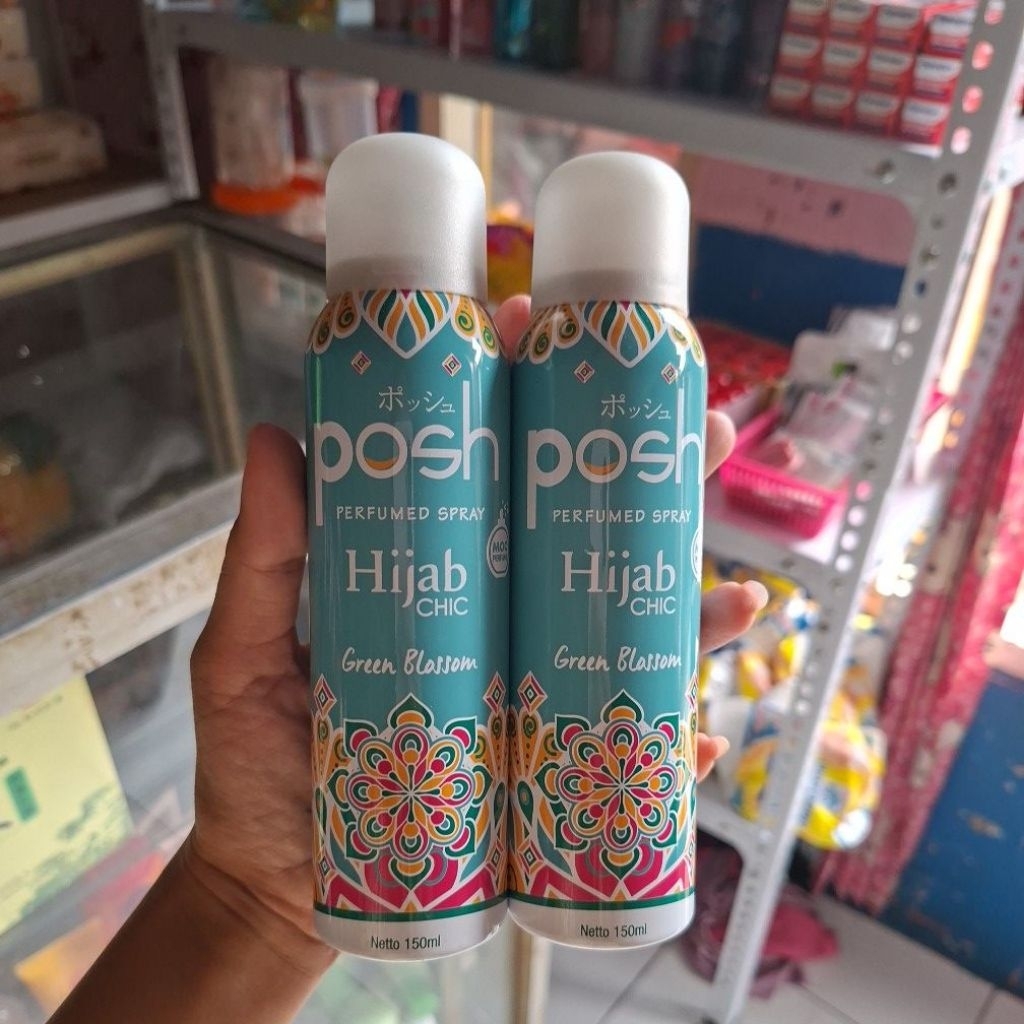 ポッシュ
posh
PERFUMED SPRAY
Hijab
CHIC
Green Blossom
Netto 150ml
ポッシュ
posh
PERFUMED SPRAY
Hijab
CHIC
Green Blossom
Netto 150ml